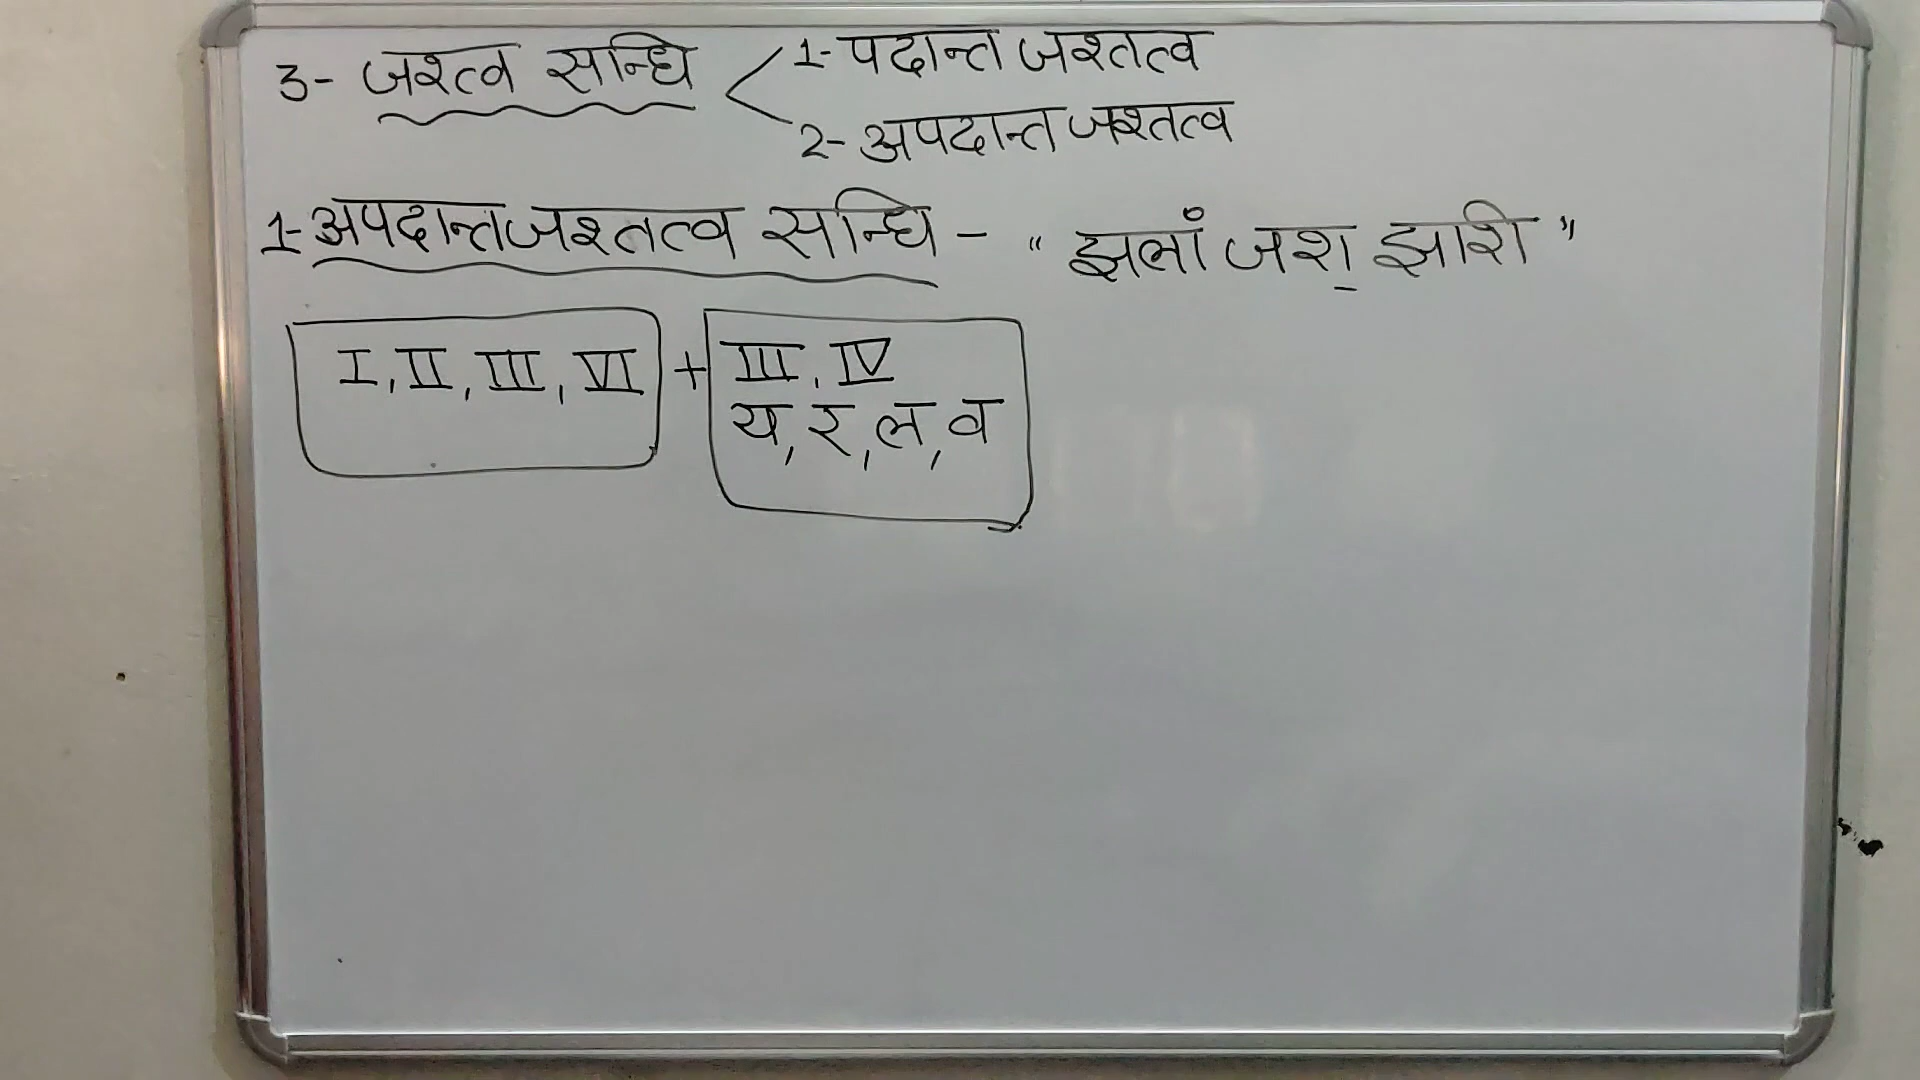 3- जश्त्व सन्धि
1- पदान्त जश्तत्व
2- अपदान्त जश्तत्व
1- अपदान्त जश्तत्व सन्धि - “ झलां जश् झशि ”
I, II, III, VI + III, IV
य, र, ल, व